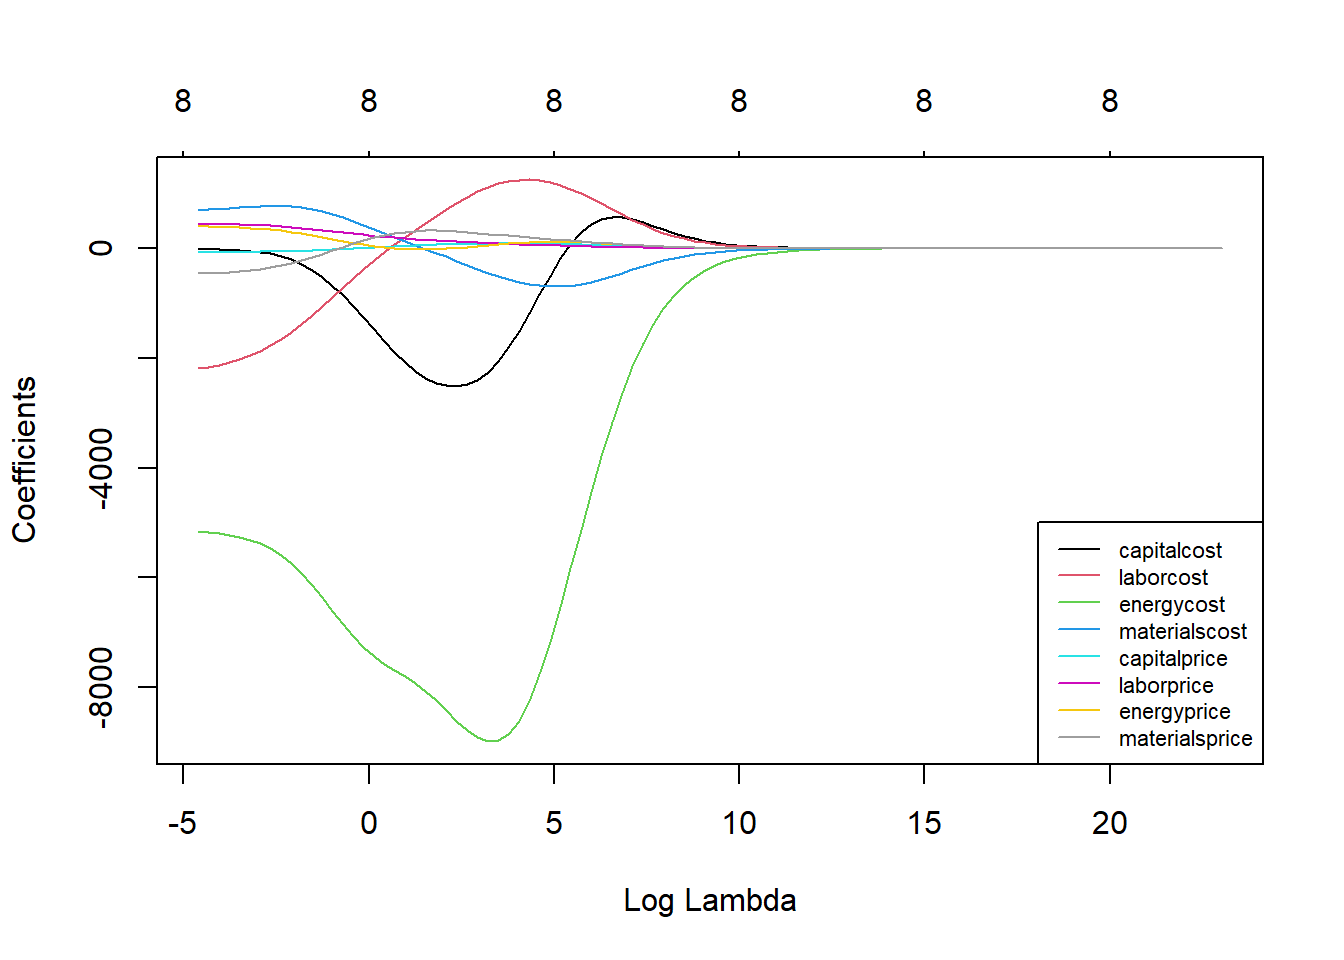 8 8 8 8 8 8
Coefficients
0
-4000
-8000
capitalcost
laborcost
energycost
materialscost
capitalprice
laborprice
energyprice
materialsprice
-5 0 5 10 15 20
Log Lambda